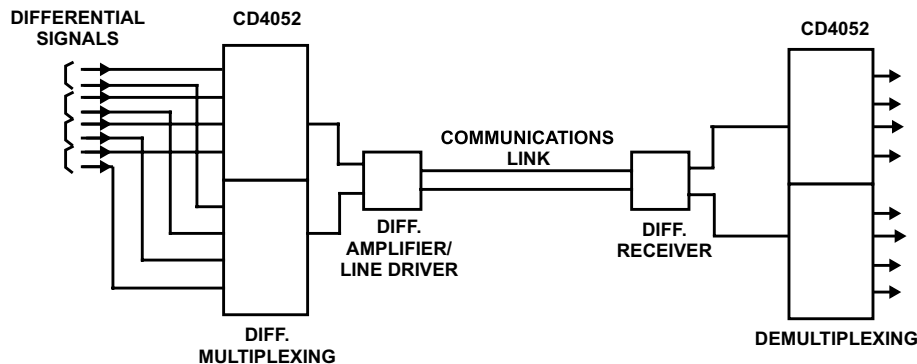 DIFFERENTIAL
SIGNALS
CD4052
CD4052
COMMUNICATIONS
LINK
DIFF.
AMPLIFIER/
LINE DRIVER
DIFF.
RECEIVER
DIFF.
MULTIPLEXING
DEMULTIPLEXING